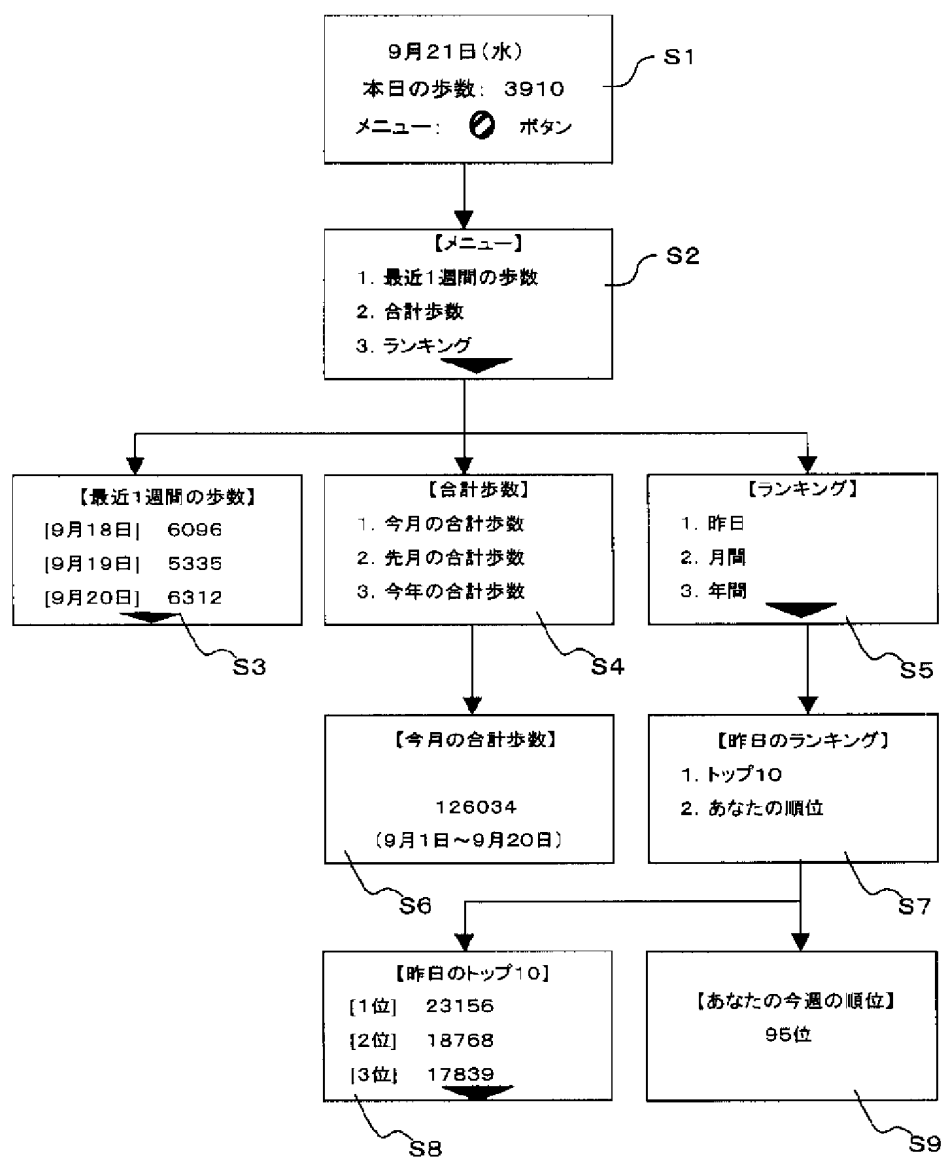 9月21日(水)
本日の歩数: 3910
メニュー: ボタン
S1
【メニュー】
1. 最近1週間の歩数
2. 合計歩数
3. ランキング
S2
【最近1週間の歩数】
[9月18日] 6096
[9月19日] 5335
[9月20日] 6312
S3
【合計歩数】
1. 今月の合計歩数
2. 先月の合計歩数
3. 今年の合計歩数
S4
【ランキング】
1. 昨日
2. 月間
3. 年間
S5
【今月の合計歩数】
126034
(9月1日～9月20日)
S6
【昨日のランキング】
1. トップ10
2. あなたの順位
S7
【昨日のトップ10】
[1位] 23156
[2位] 18768
[3位] 17839
S8
【あなたの今週の順位】
95位
S9